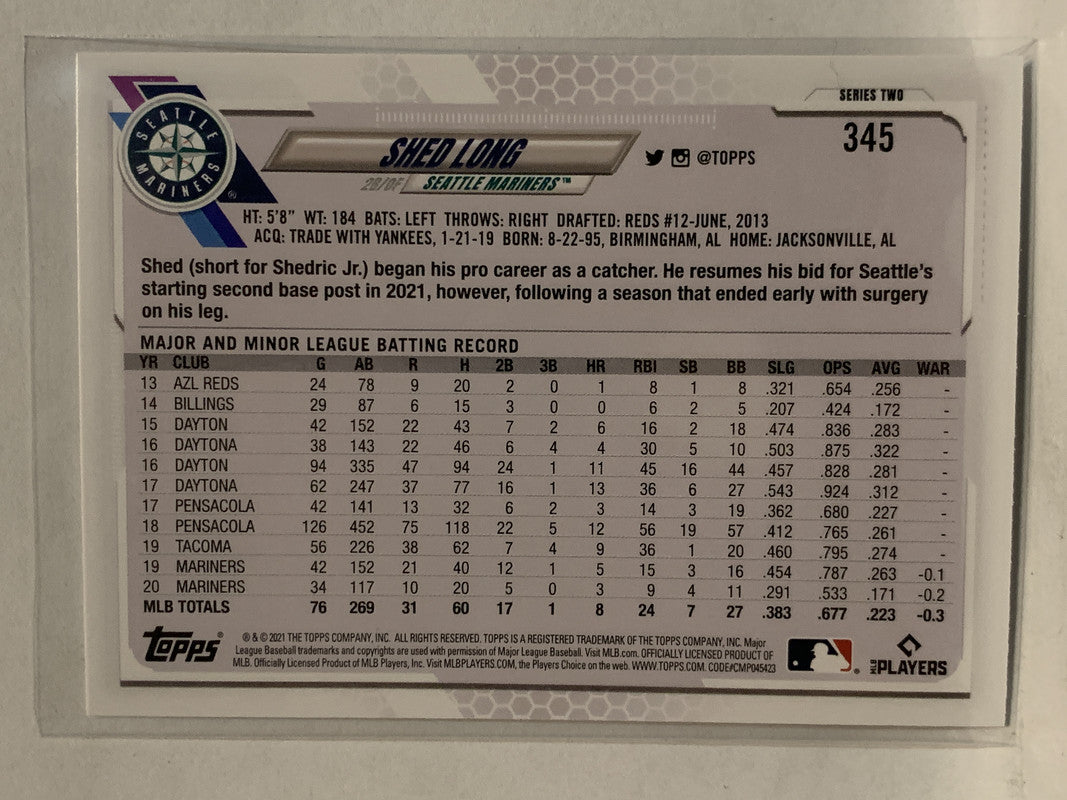 SERIES TWO
345
SEATTLE MARINERS ®
SHED LONG
@TOPPS
2B/OF SEATTLE MARINERS™
HT: 5'8" WT: 184 BATS: LEFT THROWS: RIGHT DRAFTED: REDS #12-JUNE, 2013
ACQ: TRADE WITH YANKEES, 1-21-19 BORN: 8-22-95, BIRMINGHAM, AL HOME: JACKSONVILLE, AL
Shed (short for Shedric Jr.) began his pro career as a catcher. He resumes his bid for Seattle's
starting second base post in 2021, however, following a season that ended early with surgery
on his leg.
MAJOR AND MINOR LEAGUE BATTING RECORD
YR CLUB G AB R H 2B 3B HR RBI SB BB SLG OPS AVG WAR
13 AZL REDS 24 78 9 20 2 0 1 8 1 8 .321 .654 .256 -
14 BILLINGS 29 87 6 15 3 0 0 6 2 5 .207 .424 .172 -
15 DAYTON 42 152 22 43 7 2 6 16 2 18 .474 .836 .283 -
16 DAYTONA 38 143 22 46 6 4 4 30 5 10 .503 .875 .322 -
16 DAYTON 94 335 47 94 24 1 11 45 16 44 .457 .828 .281 -
17 DAYTONA 62 247 37 77 16 1 13 36 6 27 .543 .924 .312 -
17 PENSACOLA 42 141 13 32 6 2 3 14 3 19 .362 .680 .227 -
18 PENSACOLA 126 452 75 118 22 5 12 56 19 57 .412 .765 .261 -
19 TACOMA 56 226 38 62 7 4 9 36 1 20 .460 .795 .274 -
19 MARINERS 42 152 21 40 12 1 5 15 3 16 .454 .787 .263 -0.1
20 MARINERS 34 117 10 20 5 0 3 9 4 11 .291 .533 .171 -0.2
MLB TOTALS 76 269 31 60 17 1 8 24 7 27 .383 .677 .223 -0.3
TOPPS®
® & © 2021 THE TOPPS COMPANY, INC. ALL RIGHTS RESERVED. TOPPS IS A REGISTERED TRADEMARK OF THE TOPPS COMPANY, INC. Major
League Baseball trademarks and copyrights are used with permission of Major League Baseball. Visit MLB.com. OFFICIALLY LICENSED PRODUCT OF
MLB. Officially Licensed Product of MLB Players, Inc. Visit MLBPLAYERS.COM, the Players Choice on the web. WWW.TOPPS.COM. CODE#CMP045423
®
MLB PLAYERS